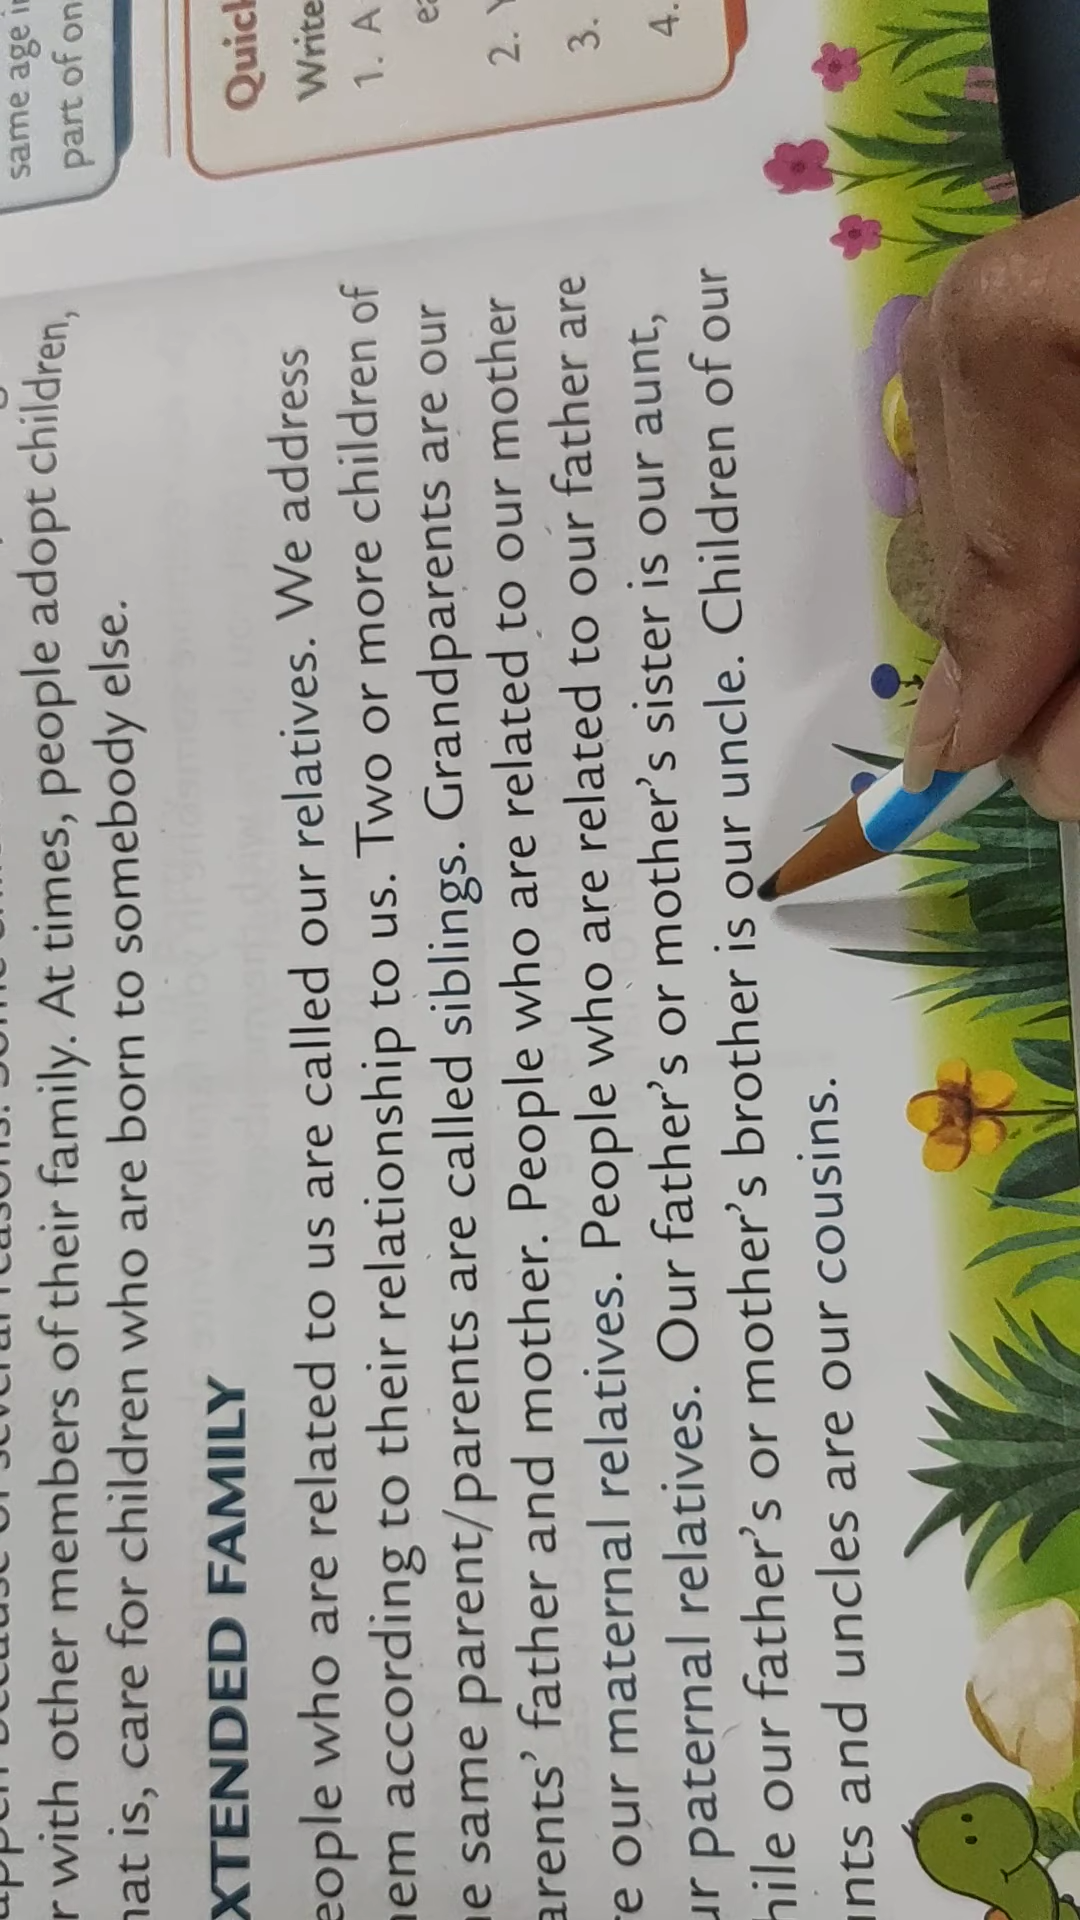 with other members of their family. At times, people adopt children,
is, care for children who are born to somebody else.
XTENDED FAMILY
eople who are related to us are called our relatives. We address
em according to their relationship to us. Two or more children of
e same parent/parents are called siblings. Grandparents are our
arents' father and mother. People who are related to our mother
e our maternal relatives. People who are related to our father are
ur paternal relatives. Our father's or mother's sister is our aunt,
hile our father's or mother's brother is our uncle. Children of our
unts and uncles are our cousins.
same age
part of on
Quick
Write
1. A
2.
3.
4.